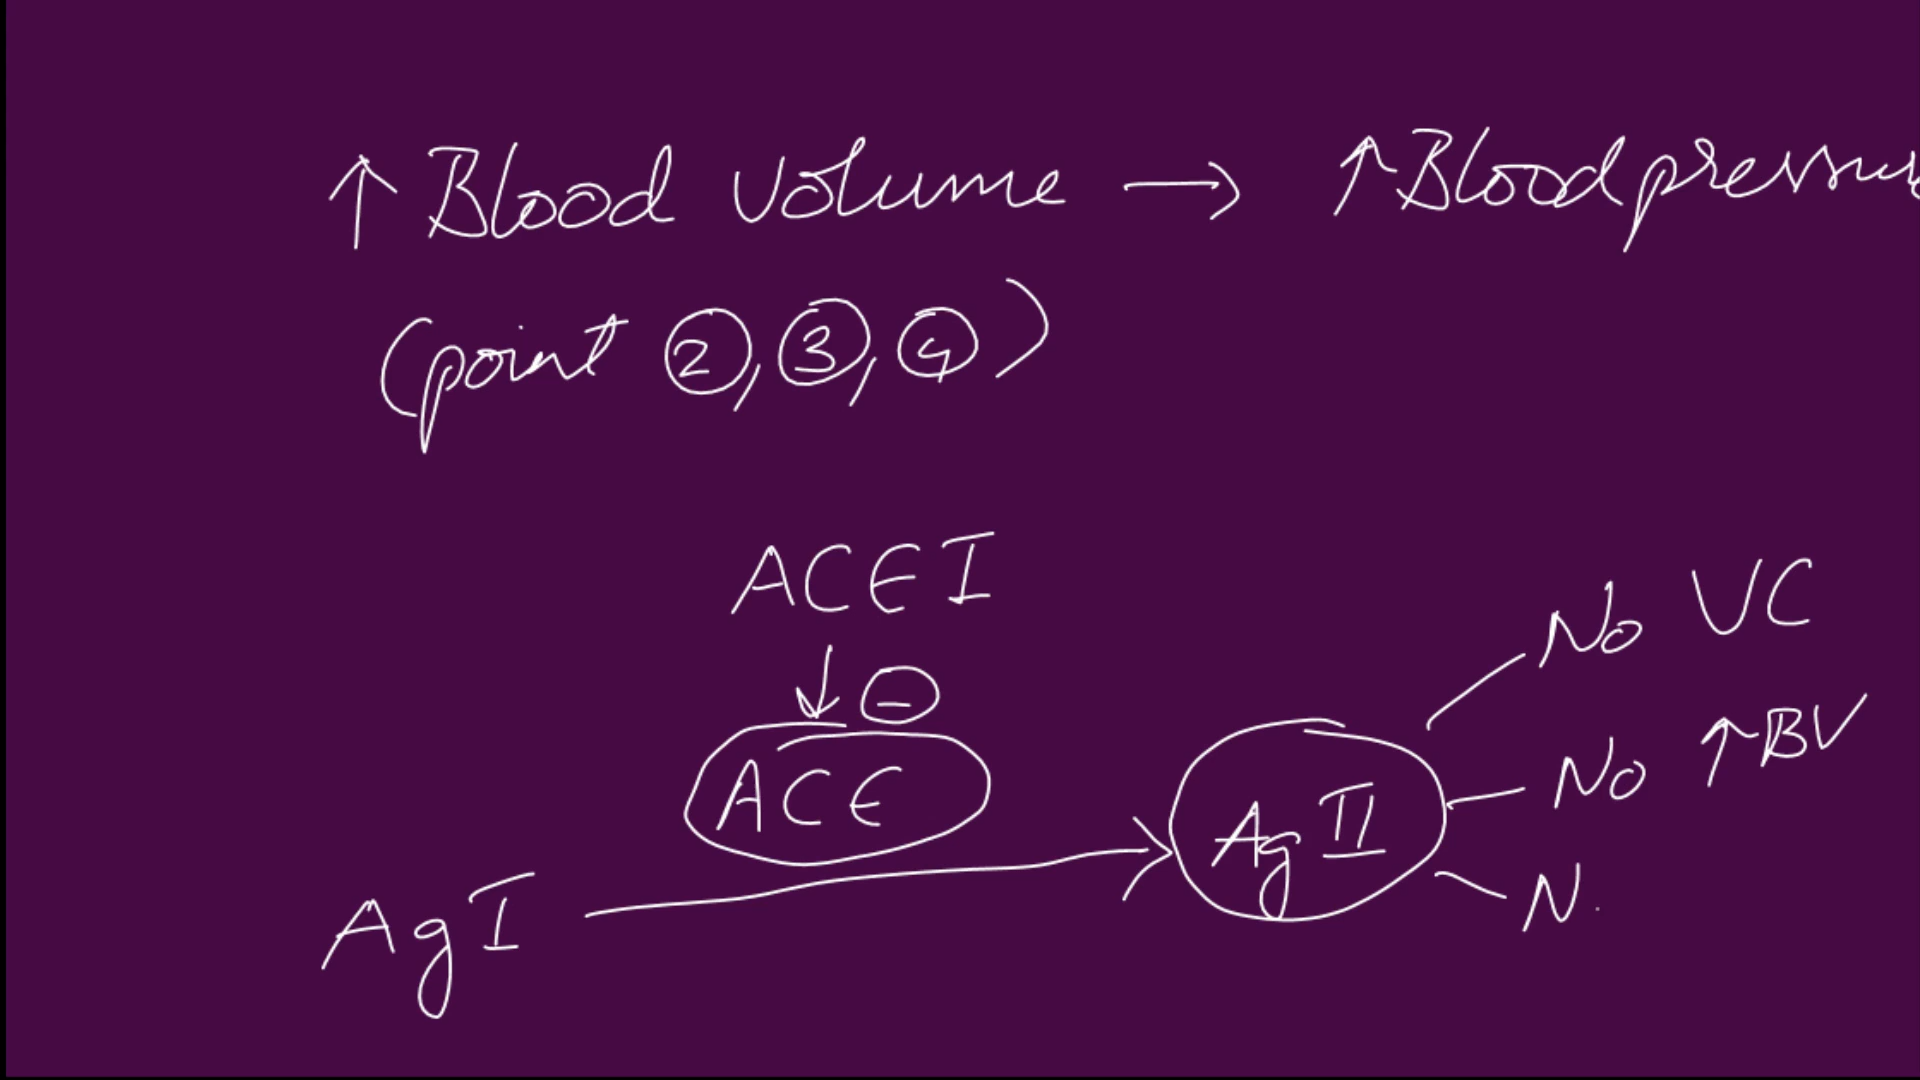 ↑ Blood volume → ↑ Blood pressure
(point ②, ③, ④)
ACEI
↓ ⊖
ACE
Ag I → Ag II
No VC
No ↑ BV
N